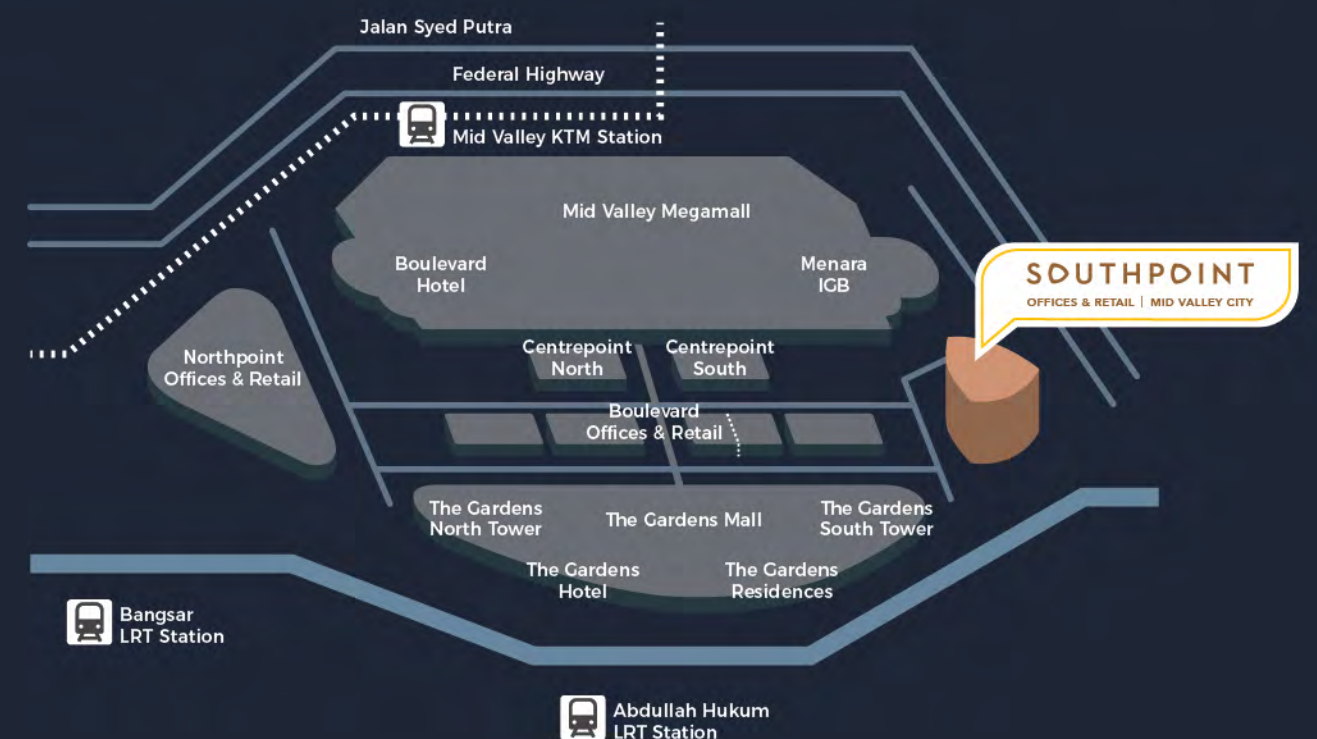 Jalan Syed Putra
Federal Highway
Mid Valley KTM Station
Mid Valley Megamall
Boulevard
Hotel
Menara
IGB
SOUTHPOINT
OFFICES & RETAIL | MID VALLEY CITY
Northpoint
Offices & Retail
Centrepoint
North
Centrepoint
South
Boulevard
Offices & Retail
The Gardens
North Tower
The Gardens Mall
The Gardens
South Tower
The Gardens
Hotel
The Gardens
Residences
Bangsar
LRT Station
Abdullah Hukum
LRT Station